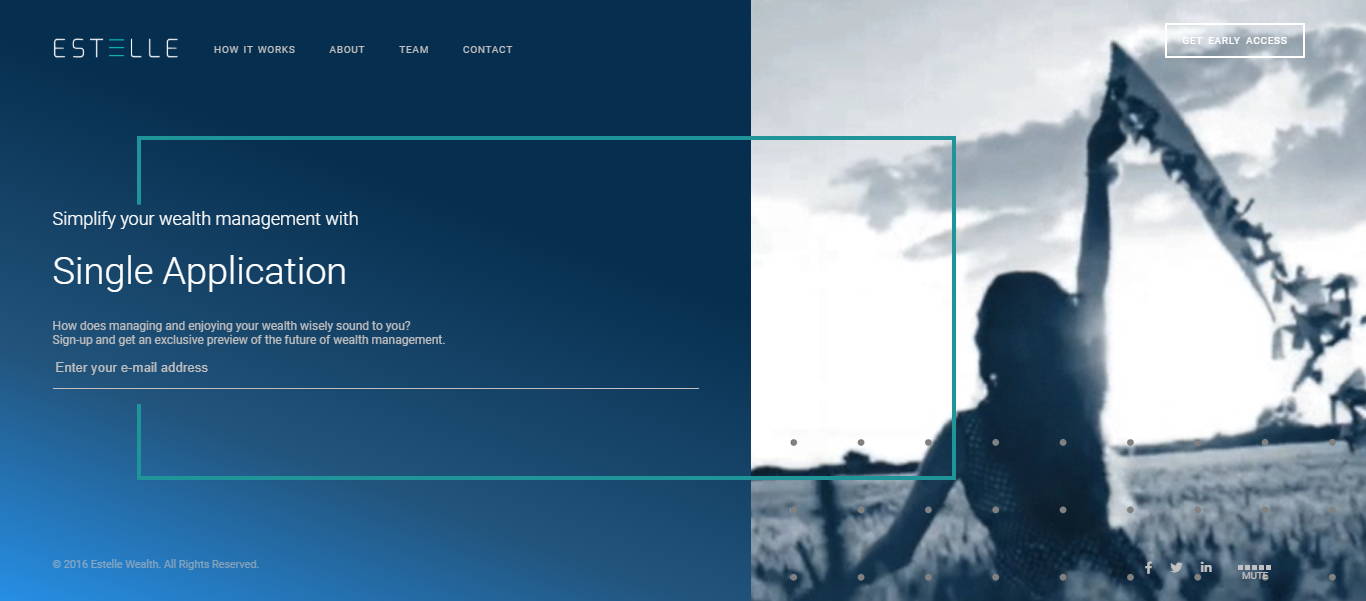 ESTELLE
HOW IT WORKS
ABOUT
TEAM
CONTACT
GET EARLY ACCESS
Simplify your wealth management with
Single Application
How does managing and enjoying your wealth wisely sound to you?
Sign-up and get an exclusive preview of the future of wealth management.
Enter your e-mail address
© 2016 Estelle Wealth. All Rights Reserved.
MUTE